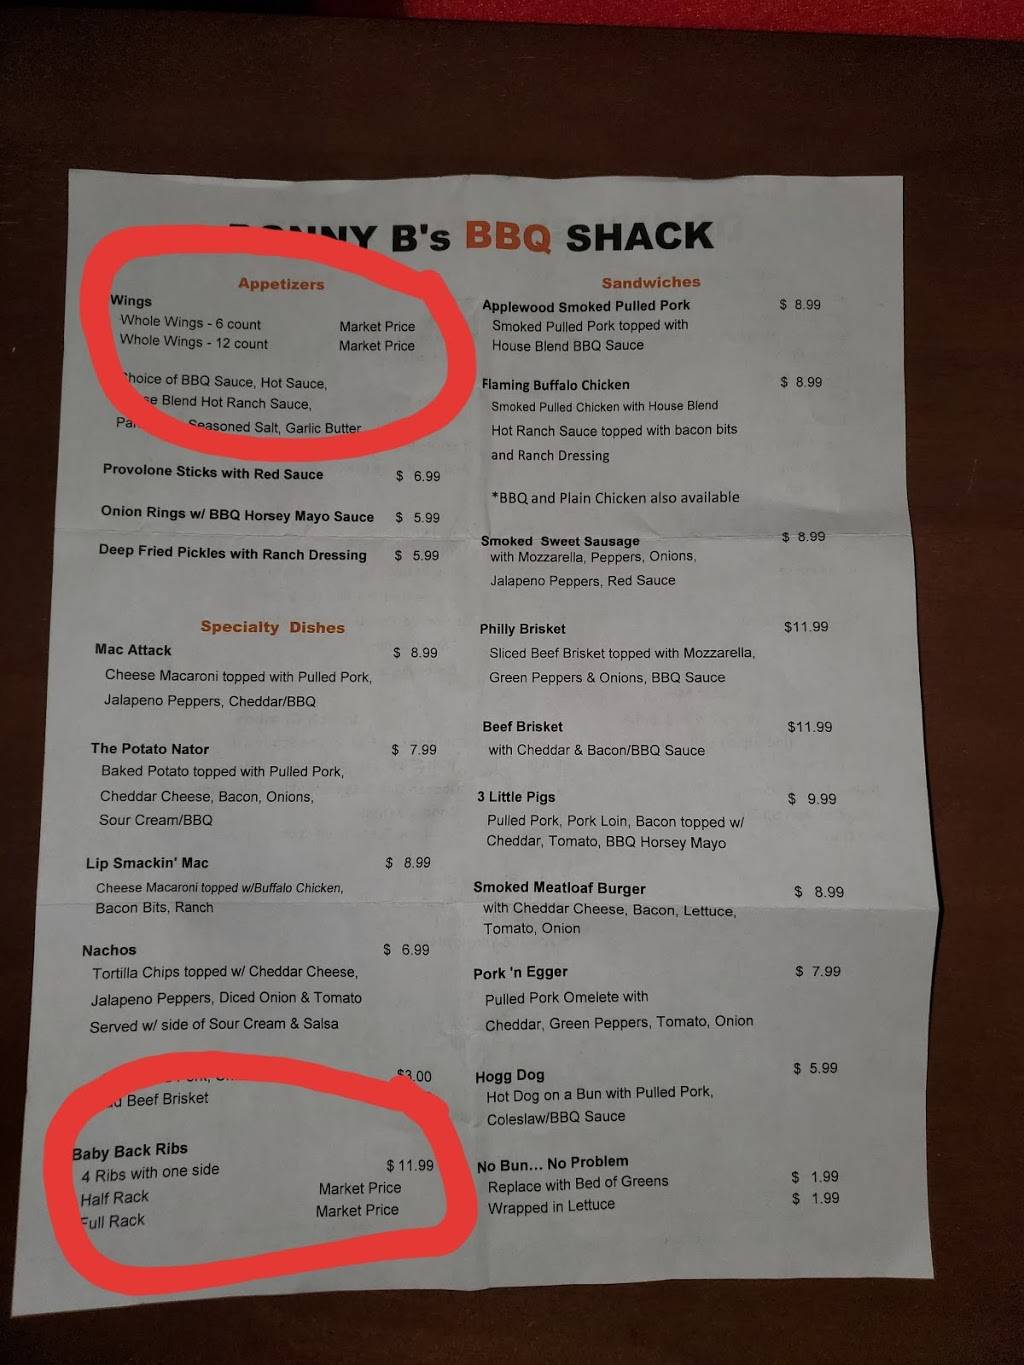 B's BBQ SHACK
Appetizers
Wings
Whole Wings - 6 count Market Price
Whole Wings - 12 count Market Price
of BBQ Sauce, Hot Sauce,
Blend Hot Ranch Sauce,
Seasoned Salt, Garlic Butter
Provolone Sticks with Red Sauce $ 6.99
Onion Rings w/ BBQ Horsey Mayo Sauce $ 5.99
Deep Fried Pickles with Ranch Dressing $ 5.99
Specialty Dishes
Mac Attack $ 8.99
Cheese Macaroni topped with Pulled Pork,
Jalapeno Peppers, Cheddar/BBQ
The Potato Nator $ 7.99
Baked Potato topped with Pulled Pork,
Cheddar Cheese, Bacon, Onions,
Sour Cream/BBQ
Lip Smackin' Mac $ 8.99
Cheese Macaroni topped w/Buffalo Chicken,
Bacon Bits, Ranch
Nachos $ 6.99
Tortilla Chips topped w/ Cheddar Cheese,
Jalapeno Peppers, Diced Onion & Tomato
Served w/ side of Sour Cream & Salsa
$3.00
Beef Brisket
Baby Back Ribs
4 Ribs with one side $ 11.99
Half Rack Market Price
Full Rack Market Price
Sandwiches
Applewood Smoked Pulled Pork $ 8.99
Smoked Pulled Pork topped with
House Blend BBQ Sauce
Flaming Buffalo Chicken $ 8.99
Smoked Pulled Chicken with House Blend
Hot Ranch Sauce topped with bacon bits
and Ranch Dressing
*BBQ and Plain Chicken also available
Smoked Sweet Sausage $ 8.99
with Mozzarella, Peppers, Onions,
Jalapeno Peppers, Red Sauce
Philly Brisket $11.99
Sliced Beef Brisket topped with Mozzarella,
Green Peppers & Onions, BBQ Sauce
Beef Brisket $11.99
with Cheddar & Bacon/BBQ Sauce
3 Little Pigs $ 9.99
Pulled Pork, Pork Loin, Bacon topped w/
Cheddar, Tomato, BBQ Horsey Mayo
Smoked Meatloaf Burger $ 8.99
with Cheddar Cheese, Bacon, Lettuce,
Tomato, Onion
Pork 'n Egger $ 7.99
Pulled Pork Omelete with
Cheddar, Green Peppers, Tomato, Onion
Hogg Dog $ 5.99
Hot Dog on a Bun with Pulled Pork,
Coleslaw/BBQ Sauce
No Bun... No Problem
Replace with Bed of Greens $ 1.99
Wrapped in Lettuce $ 1.99